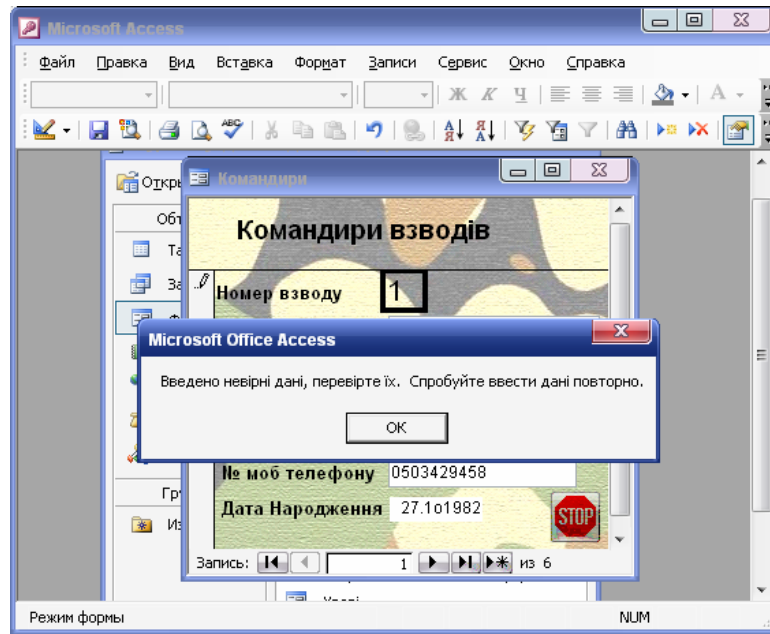 Microsoft Access
Файл Правка Вид Вставка Формат Записи Сервис Окно Справка
Ж К Ч А
ABC А Я Я А
Откры
Командири
Командири взводів
Номер взводу 1
Microsoft Office Access
Введено невірні дані, перевірте їх. Спробуйте ввести дані повторно.
OK
№ моб телефону 0503429458
Дата Народження 27.1о1982
STOP
Запись: 1 из 6
Режим формы NUM